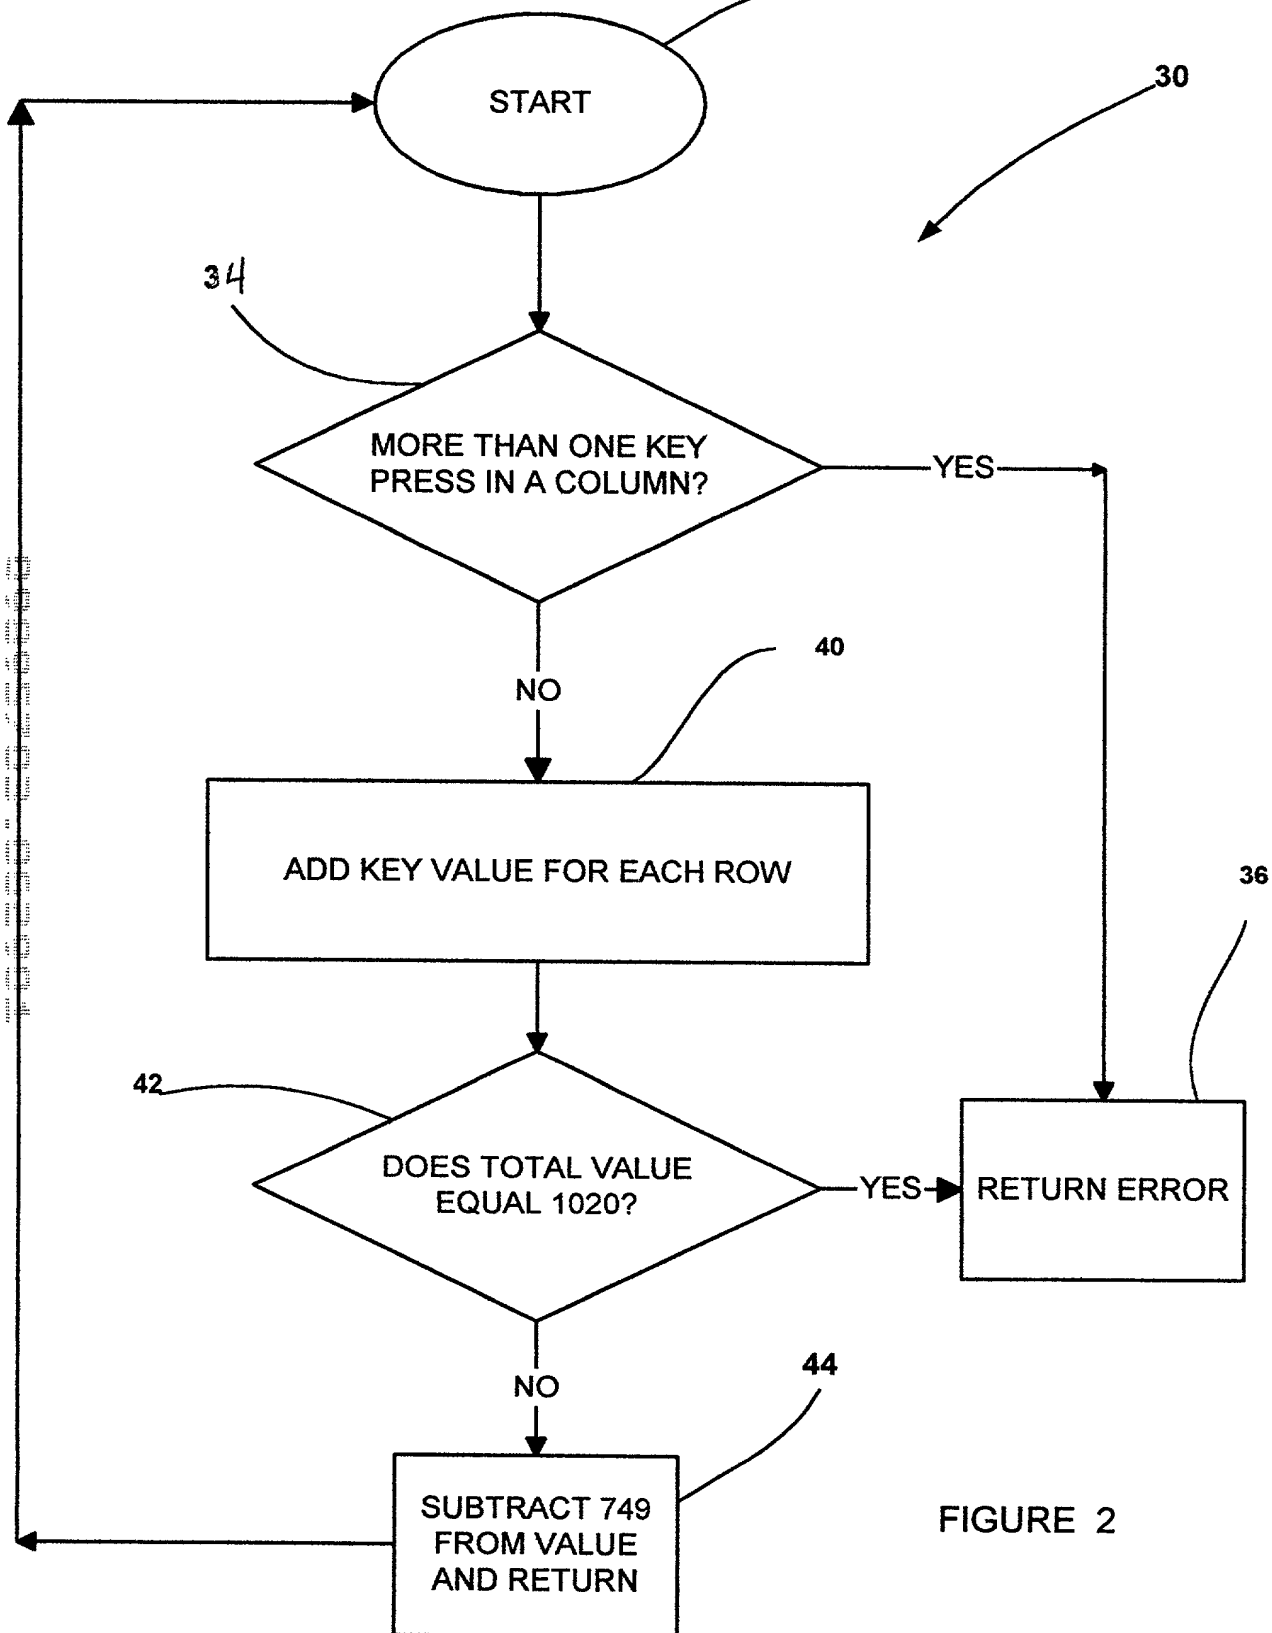 START
30
34
MORE THAN ONE KEY
PRESS IN A COLUMN?
YES
NO
40
ADD KEY VALUE FOR EACH ROW
36
42
DOES TOTAL VALUE
EQUAL 1020?
YES
RETURN ERROR
NO
44
SUBTRACT 749
FROM VALUE
AND RETURN
FIGURE 2